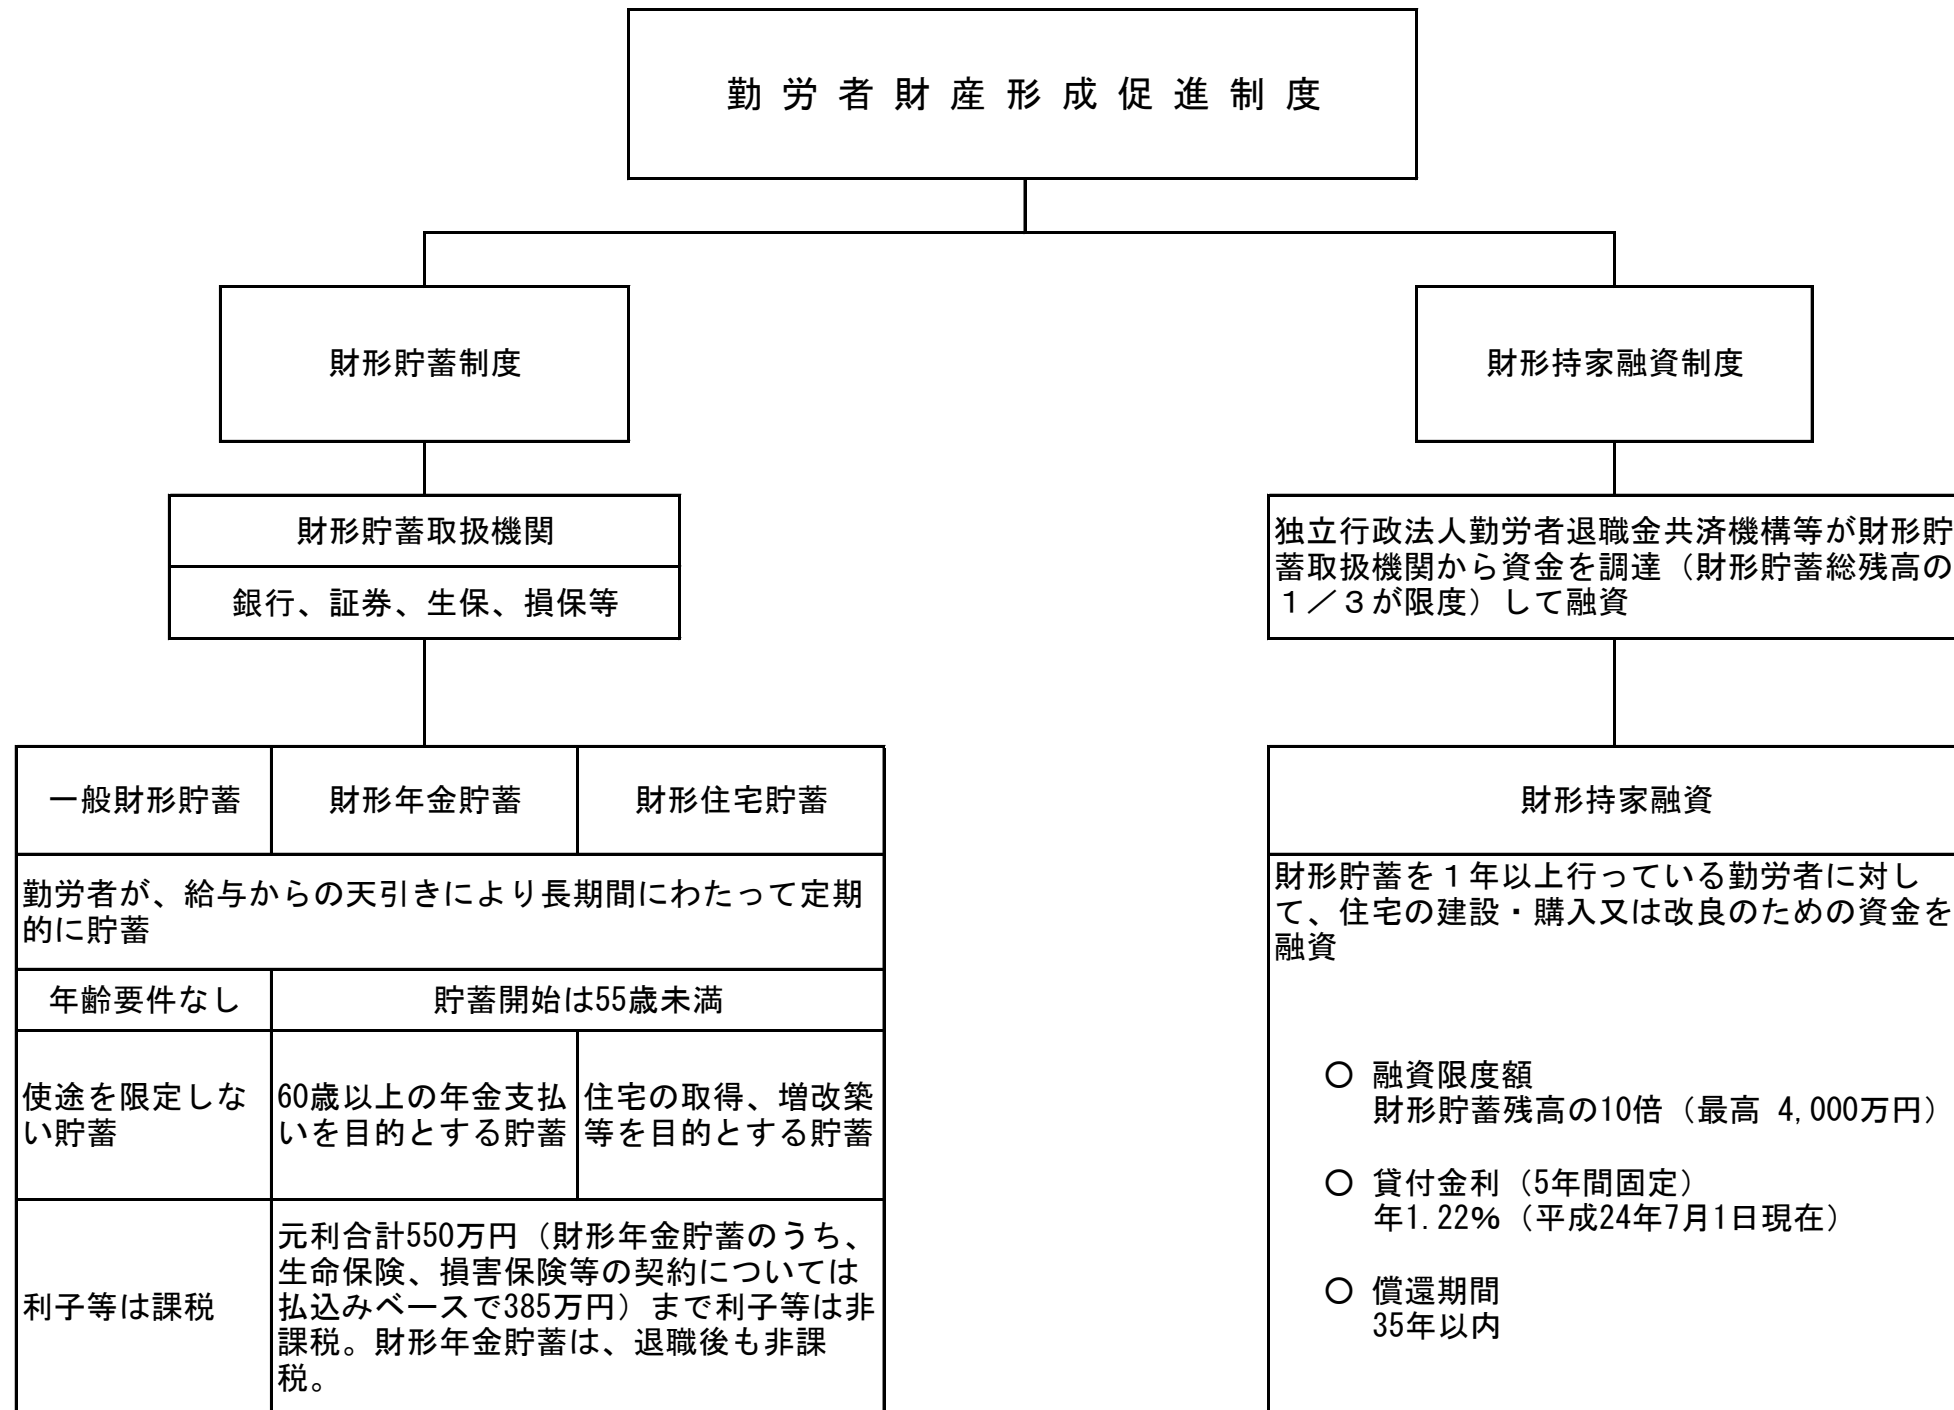 勤労者財産形成促進制度
財形貯蓄制度
財形貯蓄取扱機関
銀行、証券、生保、損保等
一般財形貯蓄
財形年金貯蓄
財形住宅貯蓄
勤労者が、給与からの天引きにより長期間にわたって定期
的に貯蓄
年齢要件なし
貯蓄開始は55歳未満
使途を限定しな
い貯蓄
60歳以上の年金支払
いを目的とする貯蓄
住宅の取得、増改築
等を目的とする貯蓄
利子等は課税
元利合計550万円（財形年金貯蓄のうち、
生命保険、損害保険等の契約については
払込みベースで385万円）まで利子等は非
課税。財形年金貯蓄は、退職後も非課
税。
財形持家融資制度
独立行政法人勤労者退職金共済機構等が財形貯
蓄取扱機関から資金を調達（財形貯蓄総残高の
１／３が限度）して融資
財形持家融資
財形貯蓄を１年以上行っている勤労者に対し
て、住宅の建設・購入又は改良のための資金を
融資
○ 融資限度額
財形貯蓄残高の10倍（最高 4,000万円）
○ 貸付金利（5年間固定）
年1.22%（平成24年7月1日現在）
○ 償還期間
35年以内